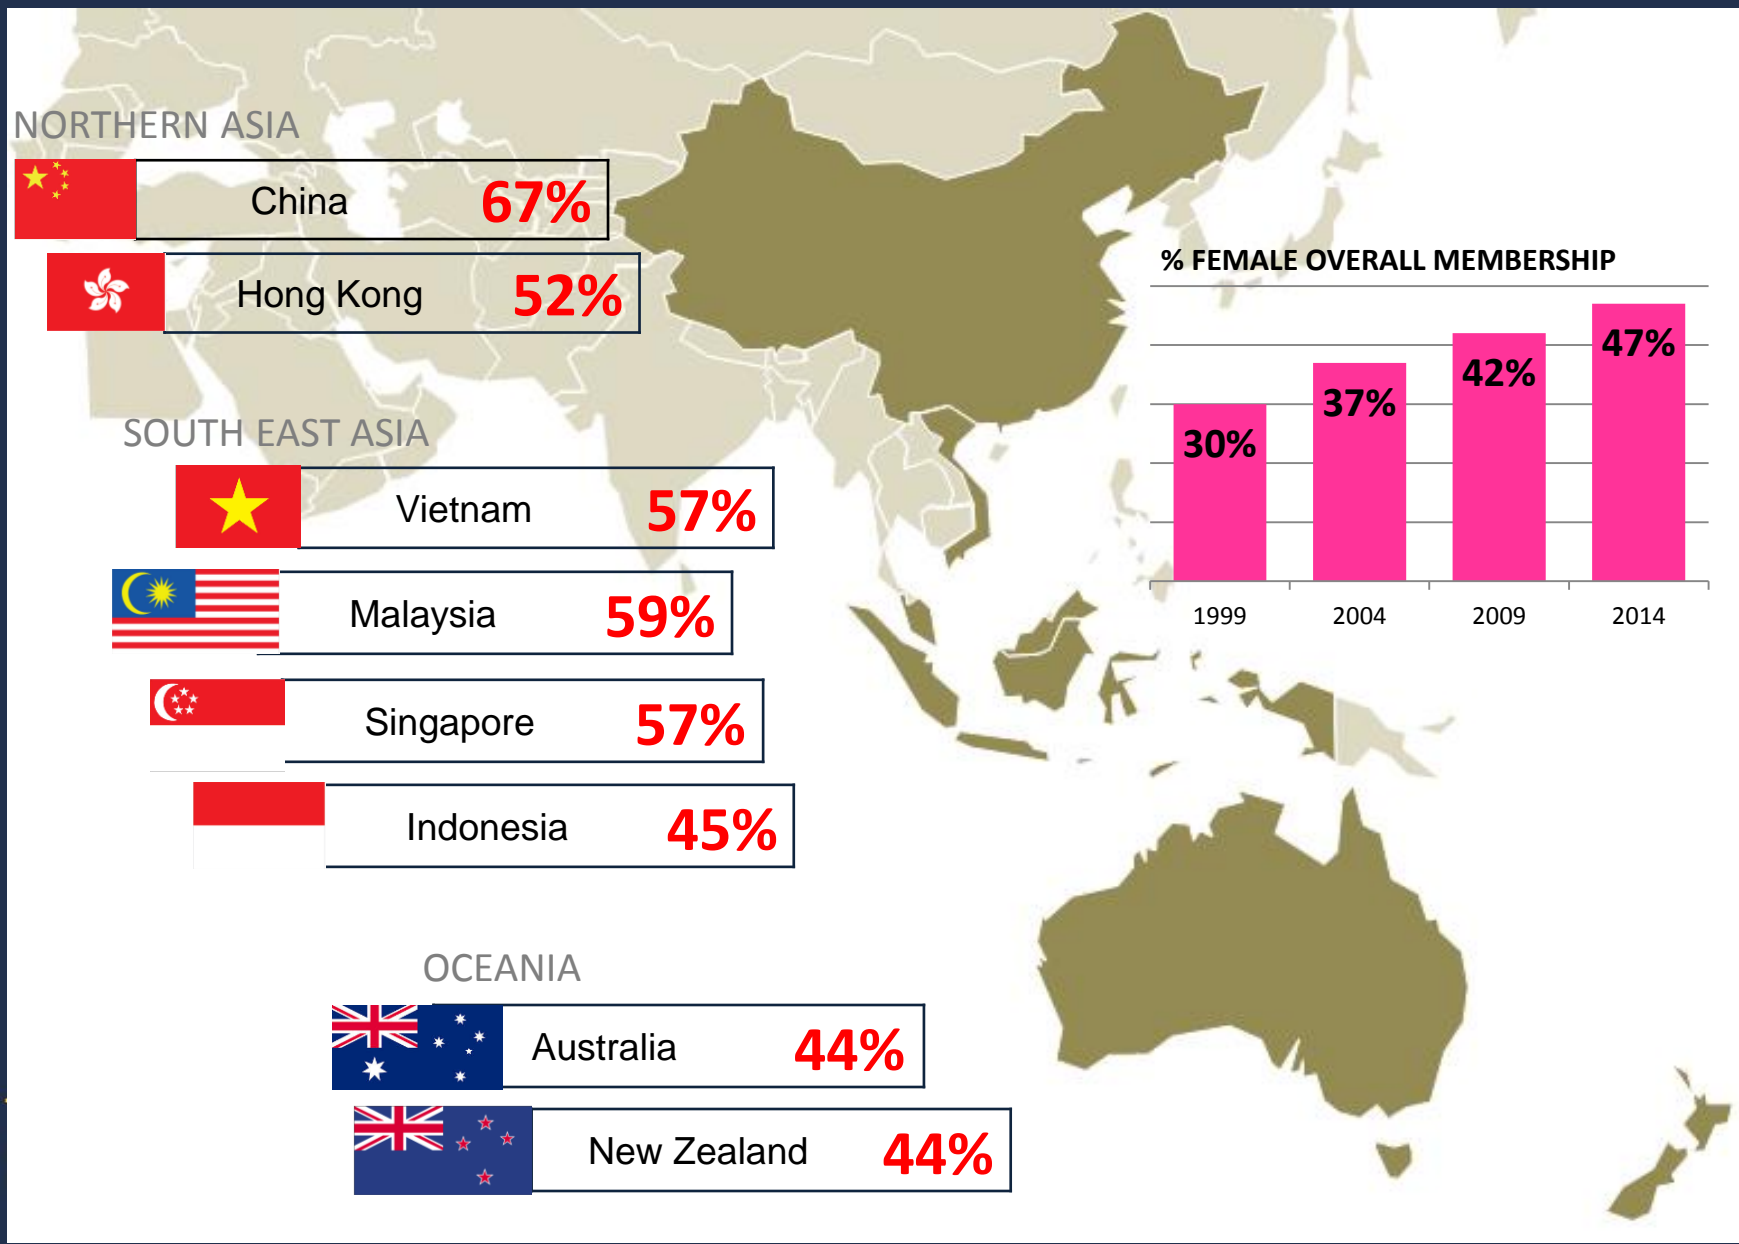 NORTHERN ASIA
China 67%
Hong Kong 52%
SOUTH EAST ASIA
Vietnam 57%
Malaysia 59%
Singapore 57%
Indonesia 45%
OCEANIA
Australia 44%
New Zealand 44%
% FEMALE OVERALL MEMBERSHIP
30%
37%
42%
47%
1999 2004 2009 2014